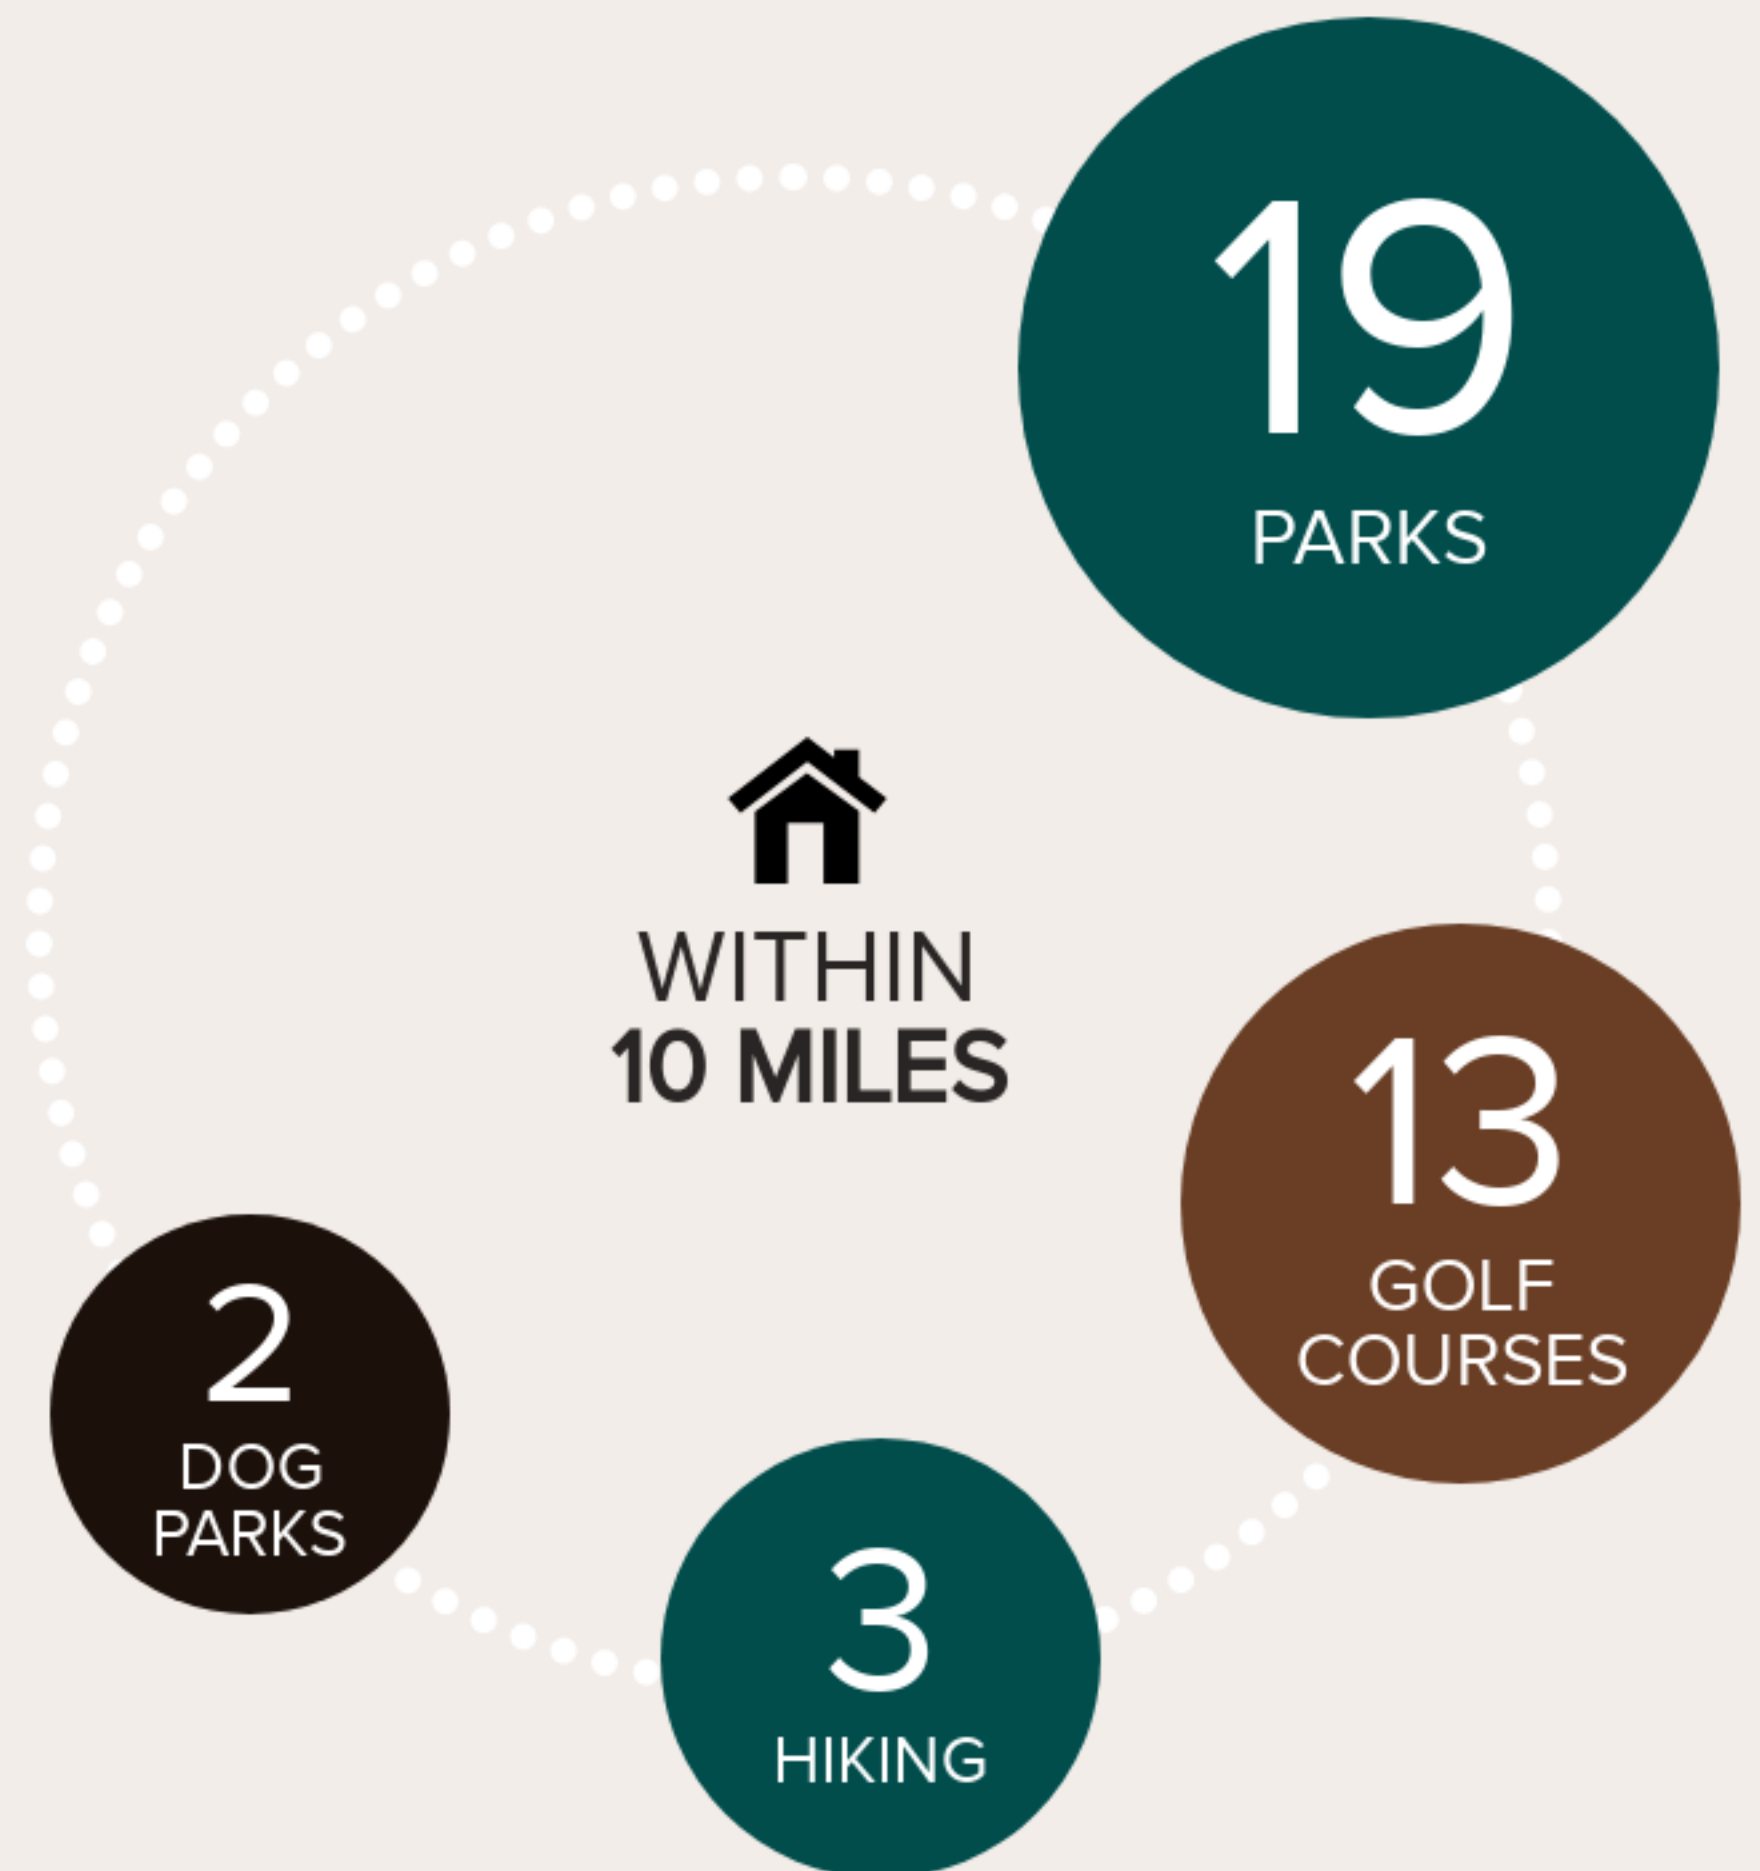 19
PARKS
WITHIN
10 MILES
13
GOLF
COURSES
2
DOG
PARKS
3
HIKING